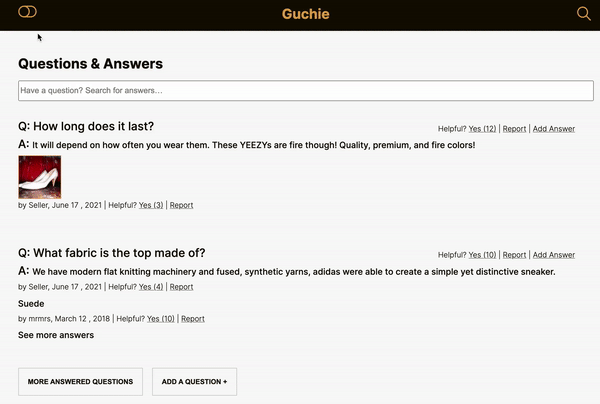 Guchie
Questions & Answers
Have a question? Search for answers...
Q: How long does it last?
Helpful? Yes (12) | Report | Add Answer
A: It will depend on how often you wear them. These YEEZYs are fire though! Quality, premium, and fire colors!
by Seller, June 17 , 2021 | Helpful? Yes (3) | Report
Q: What fabric is the top made of?
Helpful? Yes (10) | Report | Add Answer
A: We have modern flat knitting machinery and fused, synthetic yarns, adidas were able to create a simple yet distinctive sneaker.
by Seller, June 17 , 2021 | Helpful? Yes (4) | Report
Suede
by mrmrs, March 12 , 2018 | Helpful? Yes (10) | Report
See more answers
MORE ANSWERED QUESTIONS
ADD A QUESTION +